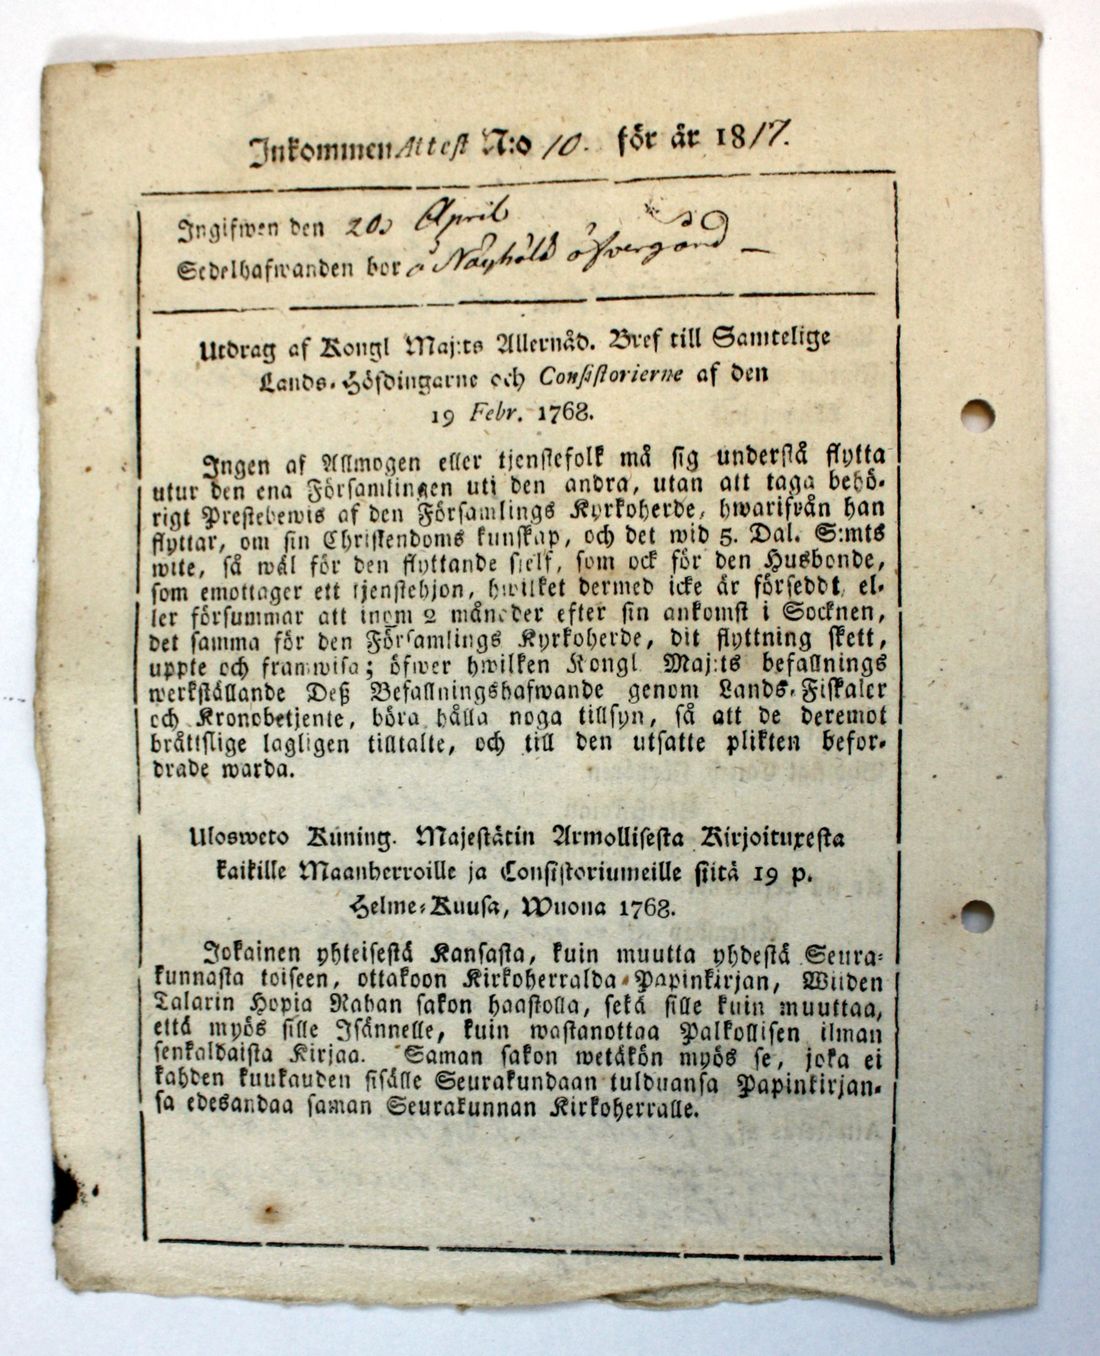 Inkommen Attest N:o 10. för år 1817.
Ingifwen den 20 April
Sedelhafwanden bor å öfvergård
Utdrag af Kongl Maj:ts Allernåd. Bref till Samtelige
Lands-Höfdingarne och Consistorierne af den
19 Febr. 1768.
Ingen af Allmogen eller tjenstefolk må sig understå flytta
utur den ena Församlingen uti den andra, utan att taga behö-
rigt Prestebewis af den Församlings Kyrkoherde, hwarifrån han
flyttar, om sin Christendoms kunskap, och det wid 5. Dal. S:mts
wite, så wäl för den flyttande sjelf, som ock för den Husbonde,
som emottager ett tjenstehjon, hwilket dermed icke är förseddt, el-
ler försummar att inom 2 måneder efter sin ankomst i Socknen,
det samma för den Församlings Kyrkoherde, dit flyttning skett,
uppte och framwisa; öfwer hwilken Kongl Maj:ts befallnings
werkställande Deß Befallningshafwande genom Lands-Fiskaler
och Kronobetjente, böra hålla noga tillsyn, så att de deremot
bråttslige lagligen tilltalte, och till den utsatte plikten befor-
drade warda.
Ulosweto Kuning. Majestätin Armollisesta Kirjoituxesta
kaikille Maanherroille ja Consistoriumeille siitä 19 p.
Helme-Kuusa, Wuona 1768.
Jokainen yhteisestä Kansasta, kuin muutta yhdestä Seura-
kunnasta toiseen, ottakoon Kirkoherralda Papinkirjan, Wiiden
Talarin Hopia Rahan sakon haastolla, sekä sille kuin muuttaa,
että myös sille Isännelle, kuin wastanottaa Palkollisen ilman
senkaldaista Kirjaa. Saman sakon wetäkön myös se, joka ei
kahden kuukauden sisälle Seurakundaan tulduansa Papinkirjan-
sa edesandaa saman Seurakunnan Kirkoherralle.